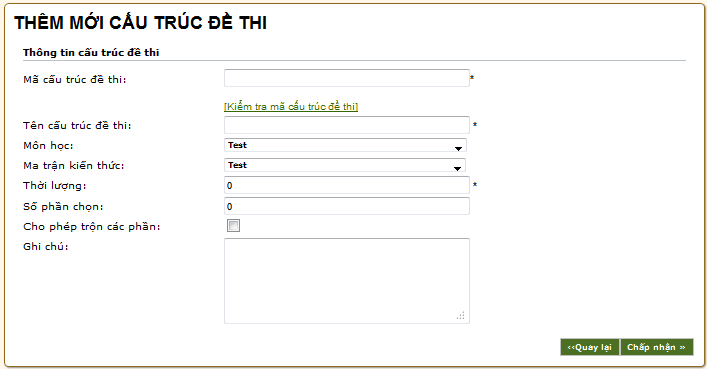 THÊM MỚI CẤU TRÚC ĐỀ THI
Thông tin cấu trúc đề thi
Mã cấu trúc đề thi: *
[Kiểm tra mã cấu trúc đề thi]
Tên cấu trúc đề thi: *
Môn học: Test
Ma trận kiến thức: Test
Thời lượng: 0 *
Số phần chọn: 0
Cho phép trộn các phần:
Ghi chú:
‹‹Quay lại Chấp nhận »